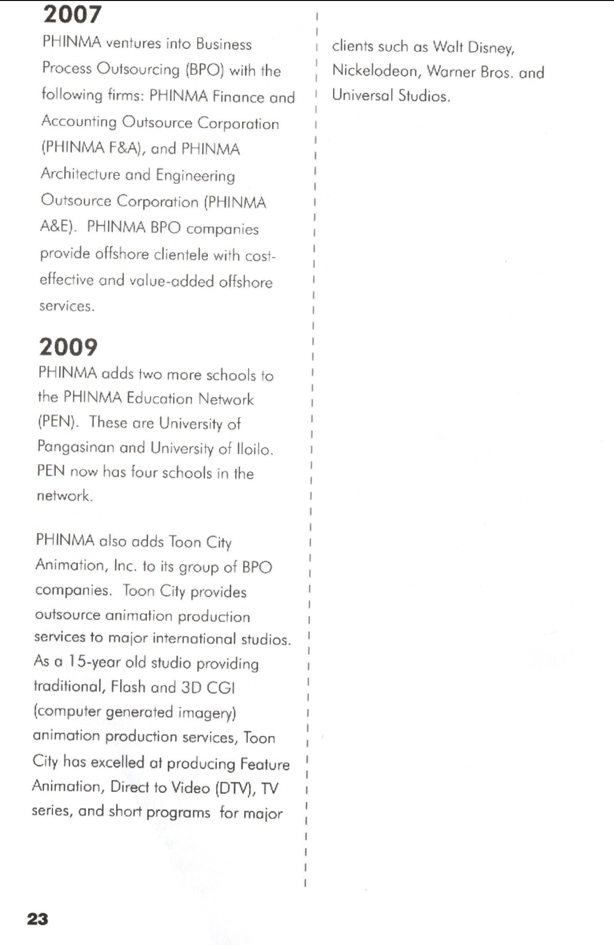 2007
PHINMA ventures into Business
Process Outsourcing (BPO) with the
following firms: PHINMA Finance and
Accounting Outsource Corporation
(PHINMA F&A), and PHINMA
Architecture and Engineering
Outsource Corporation (PHINMA
A&E).  PHINMA BPO companies
provide offshore clientele with cost-
effective and value-added offshore
services.
2009
PHINMA adds two more schools to
the PHINMA Education Network
(PEN).  These are University of
Pangasinan and University of Iloilo.
PEN now has four schools in the
network.
PHINMA also adds Toon City
Animation, Inc. to its group of BPO
companies.  Toon City provides
outsource animation production
services to major international studios.
As a 15-year old studio providing
traditional, Flash and 3D CGI
(computer generated imagery)
animation production services, Toon
City has excelled at producing Feature
Animation, Direct to Video (DTV), TV
series, and short programs  for major
clients such as Walt Disney,
Nickelodeon, Warner Bros. and
Universal Studios.
23